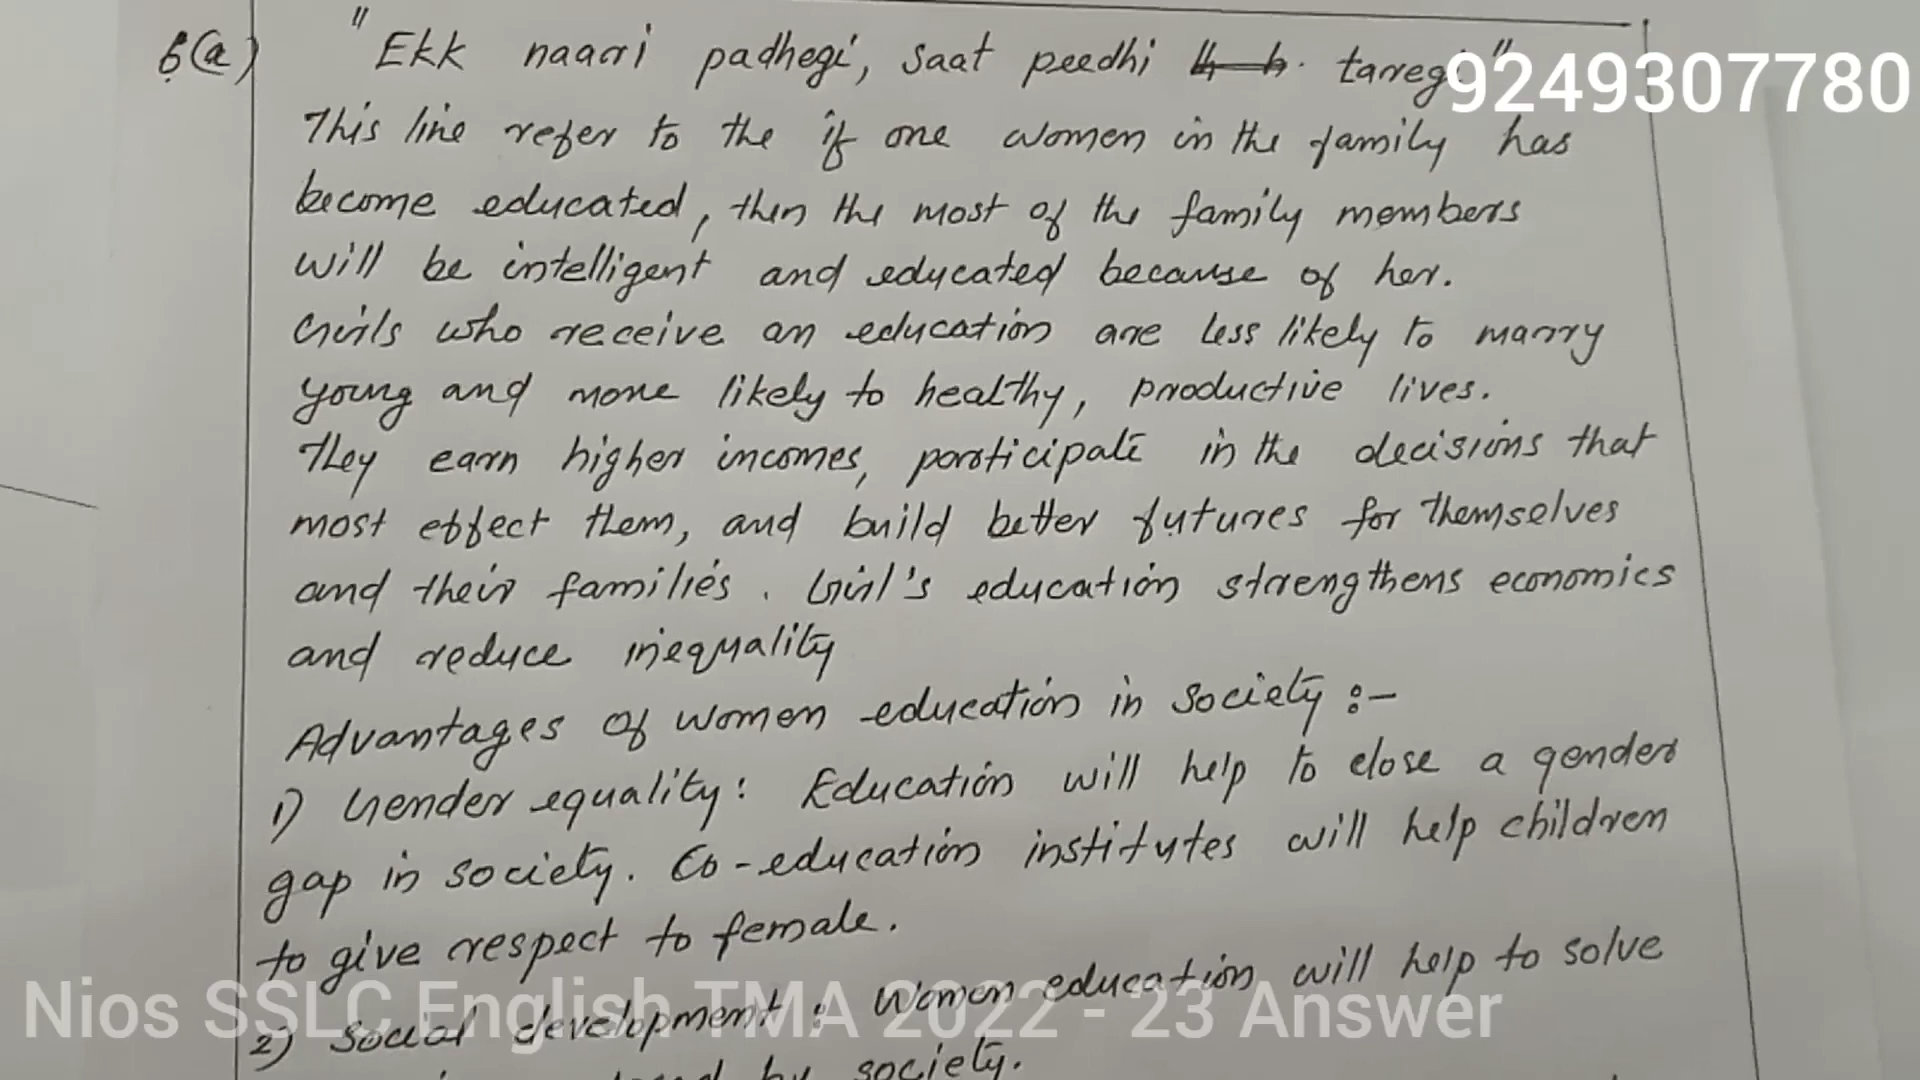 6(a) "Ekk naari padhegi, saat peedhi tarregi"
9249307780
This line refer to the if one women in the family has
become educated, then the most of the family members
will be intelligent and educated because of her.
Girls who receive an education are less likely to marry
young and more likely to healthy, productive lives.
They earn higher incomes, participate in the decisions that
most effect them, and build better futures for themselves
and their families. Girl's education strengthens economics
and reduce inequality
Advantages of women education in society :-
1) Gender equality: Education will help to close a gender
gap in society. Co-education institutes will help children
to give respect to female.
2) Social development: Women education will help to solve
Nios SSLC English TMA 2022 - 23 Answer
by society.